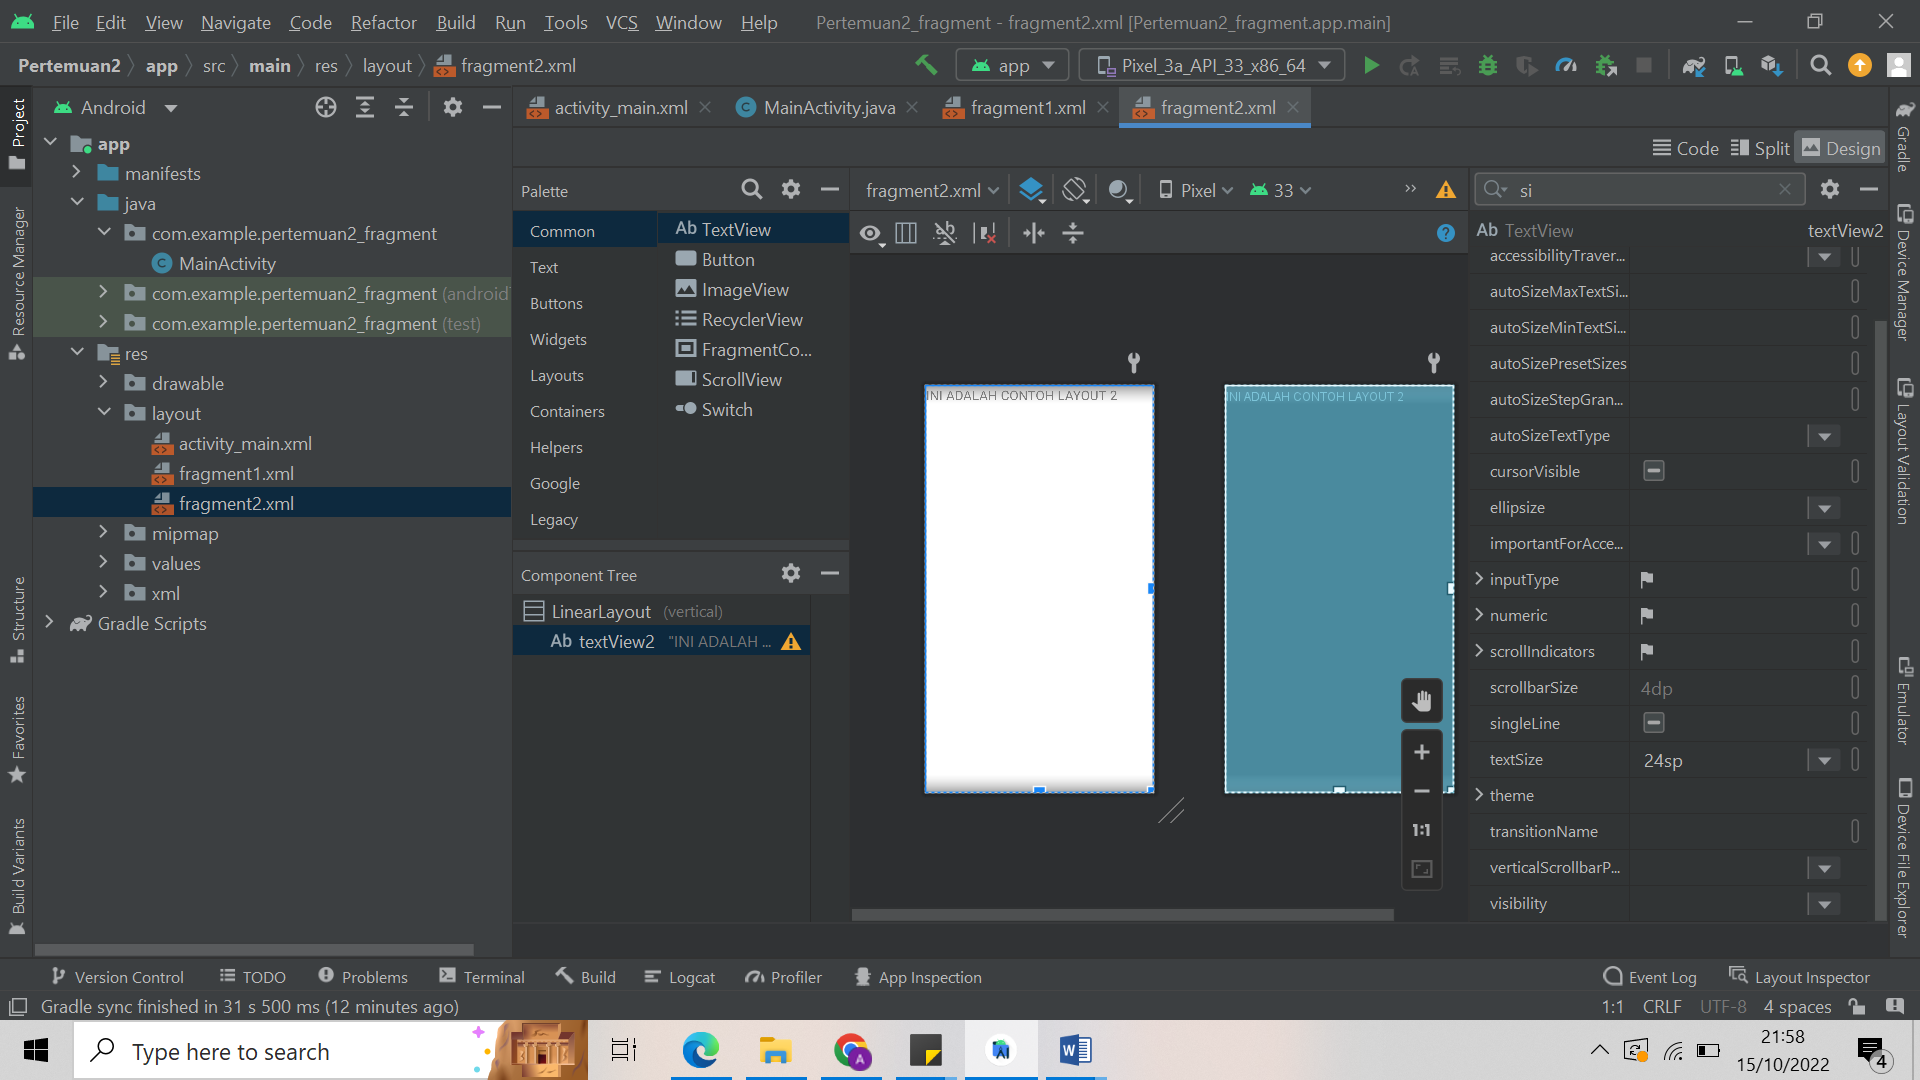 File Edit View Navigate Code Refactor Build Run Tools VCS Window Help Pertemuan2_fragment - fragment2.xml [Pertemuan2_fragment.app.main]
Pertemuan2 app src main res layout fragment2.xml app Pixel_3a_API_33_x86_64
Project
Resource Manager
Structure
Favorites
Build Variants
Android
app
manifests
java
com.example.pertemuan2_fragment
MainActivity
com.example.pertemuan2_fragment (android
com.example.pertemuan2_fragment (test)
res
drawable
layout
activity_main.xml
fragment1.xml
fragment2.xml
mipmap
values
xml
Gradle Scripts
activity_main.xml MainActivity.java fragment1.xml fragment2.xml
Code Split Design
Palette
Common
Text
Buttons
Widgets
Layouts
Containers
Helpers
Google
Legacy
Ab TextView
Button
ImageView
RecyclerView
FragmentCo...
ScrollView
Switch
Component Tree
LinearLayout (vertical)
Ab textView2 "INI ADALAH ...
fragment2.xml Pixel 33 »
INI ADALAH CONTOH LAYOUT 2
INI ADALAH CONTOH LAYOUT 2
1:1
si
Ab TextView textView2
accessibilityTraver...
autoSizeMaxTextSi...
autoSizeMinTextSi...
autoSizePresetSizes
autoSizeStepGran...
autoSizeTextType
cursorVisible
ellipsize
importantForAcce...
inputType
numeric
scrollIndicators
scrollbarSize 4dp
singleLine
textSize 24sp
theme
transitionName
verticalScrollbarP...
visibility
Gradle
Device Manager
Layout Validation
Emulator
Device File Explorer
Version Control TODO Problems Terminal Build Logcat Profiler App Inspection Event Log Layout Inspector
Gradle sync finished in 31 s 500 ms (12 minutes ago) 1:1 CRLF UTF-8 4 spaces
Type here to search
21:58
15/10/2022
4